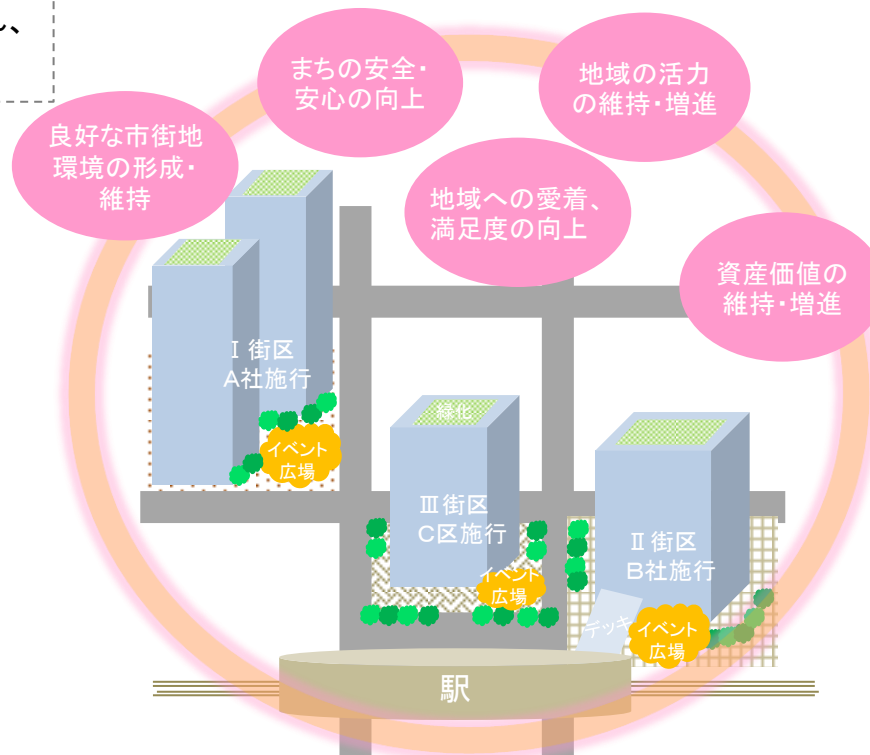 まちの安全・
安心の向上
地域の活力
の維持・増進
良好な市街地
環境の形成・
維持
地域への愛着、
満足度の向上
資産価値の
維持・増進
Ⅰ街区
A社施行
イベント
広場
緑化
Ⅲ街区
C区施行
イベント
広場
Ⅱ街区
B社施行
デッキ
イベント
広場
駅